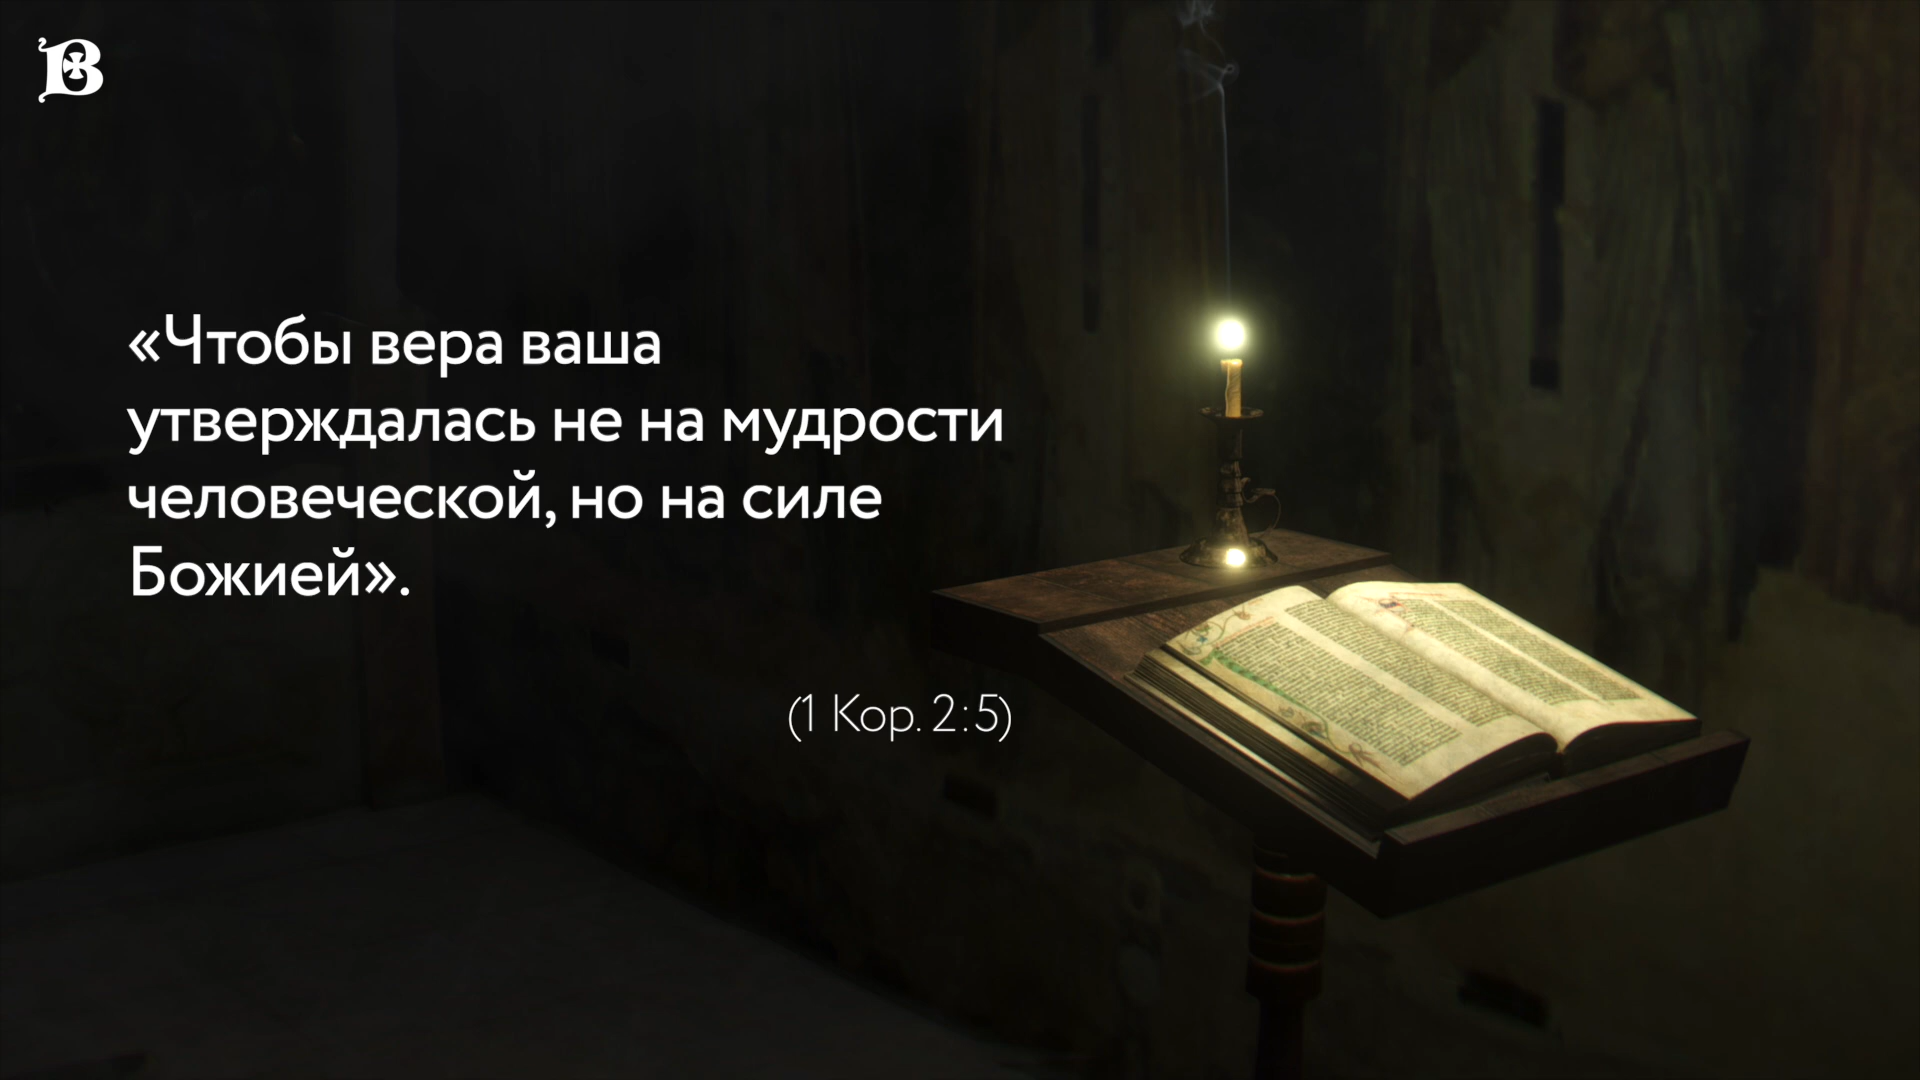 «Чтобы вера ваша
утверждалась не на мудрости
человеческой, но на силе
Божией».
(1 Кор. 2:5)